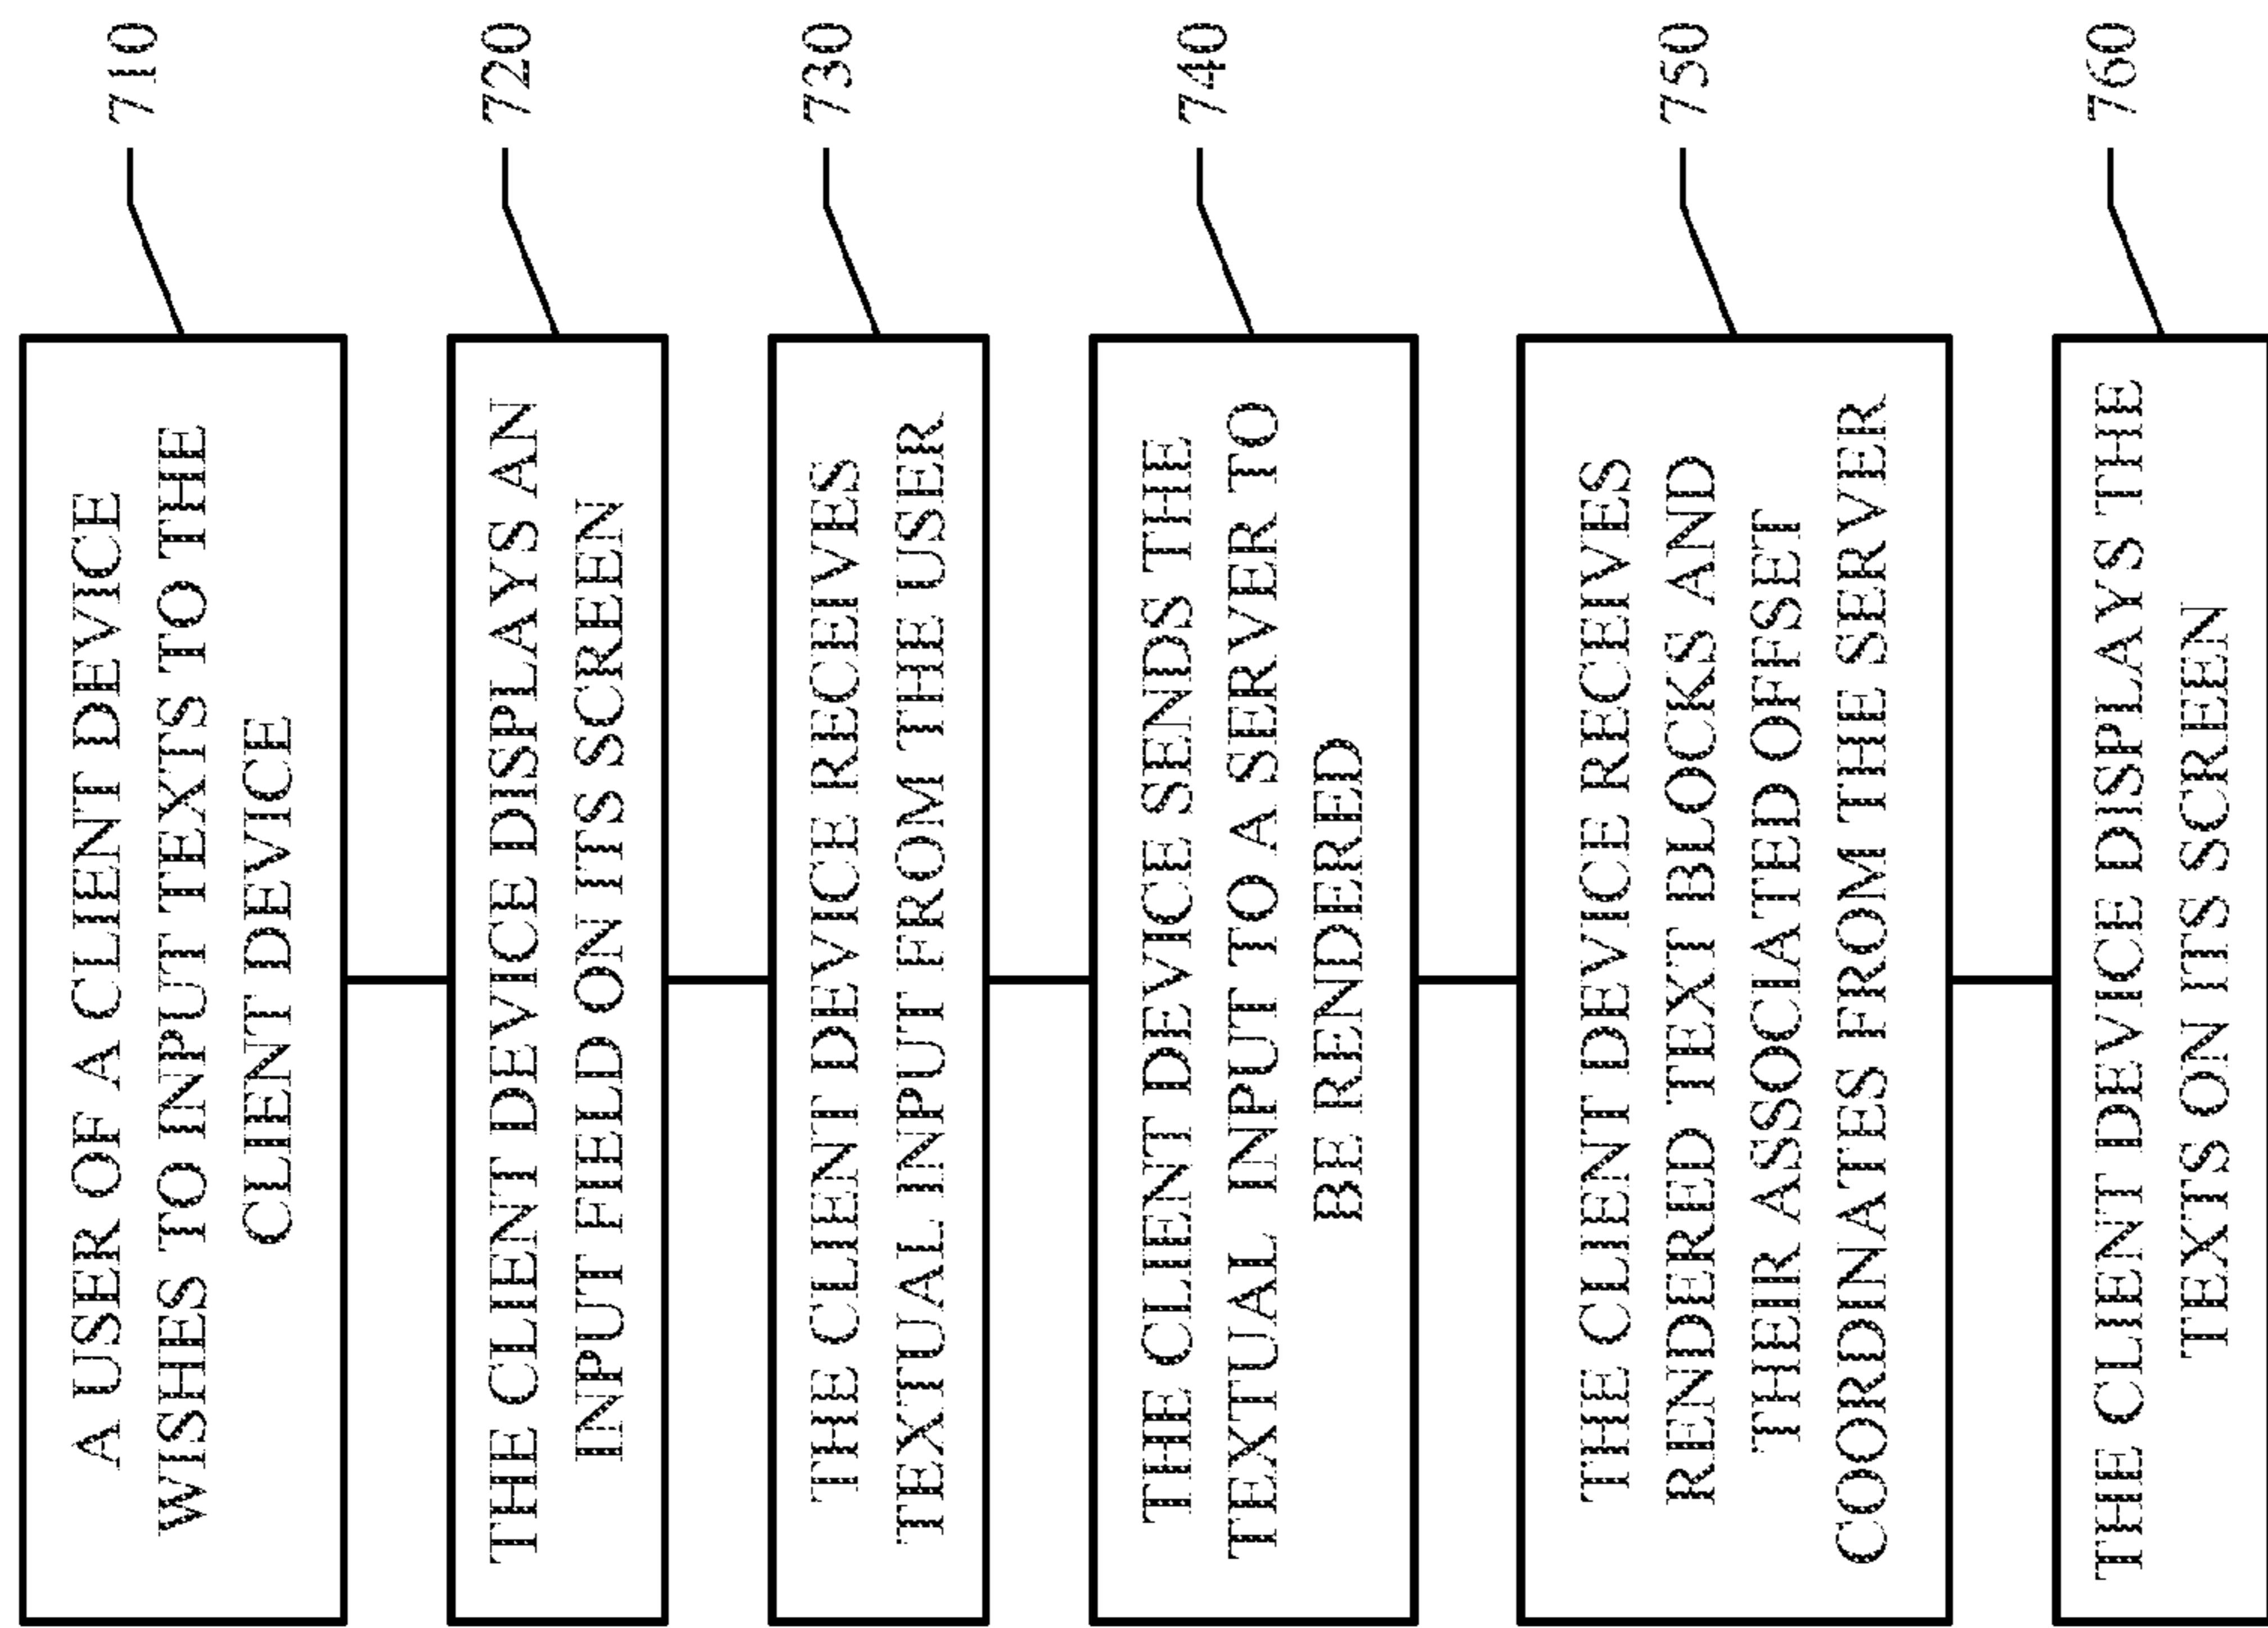 A USER OF A CLIENT DEVICE
WISHES TO INPUT TEXTS TO THE
CLIENT DEVICE
710
THE CLIENT DEVICE DISPLAYS AN
INPUT FIELD ON ITS SCREEN
720
THE CLIENT DEVICE RECEIVES
TEXTUAL INPUT FROM THE USER
730
THE CLIENT DEVICE SENDS THE
TEXTUAL INPUT TO A SERVER TO
BE RENDERED
740
THE CLIENT DEVICE RECEIVES
RENDERED TEXT BLOCKS AND
THEIR ASSOCIATED OFFSET
COORDINATES FROM THE SERVER
750
THE CLIENT DEVICE DISPLAYS THE
TEXTS ON ITS SCREEN
760